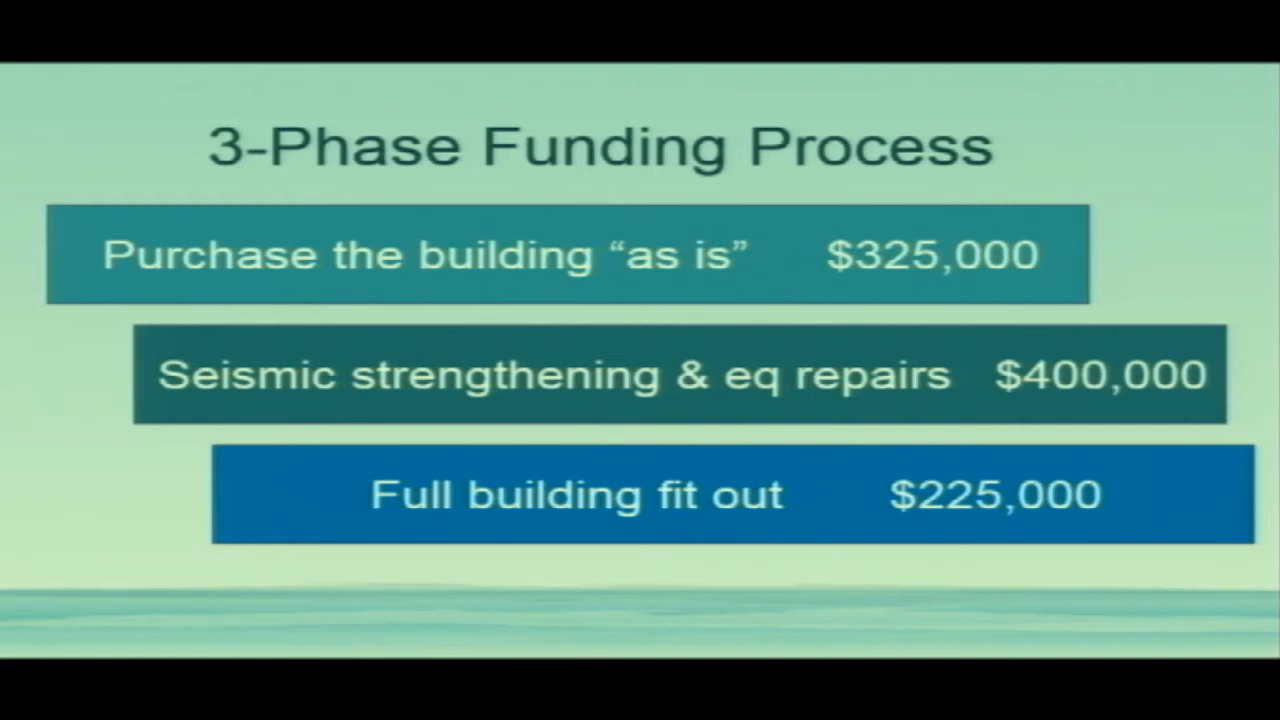 3-Phase Funding Process
Purchase the building “as is” $325,000
Seismic strengthening & eq repairs $400,000
Full building fit out $225,000